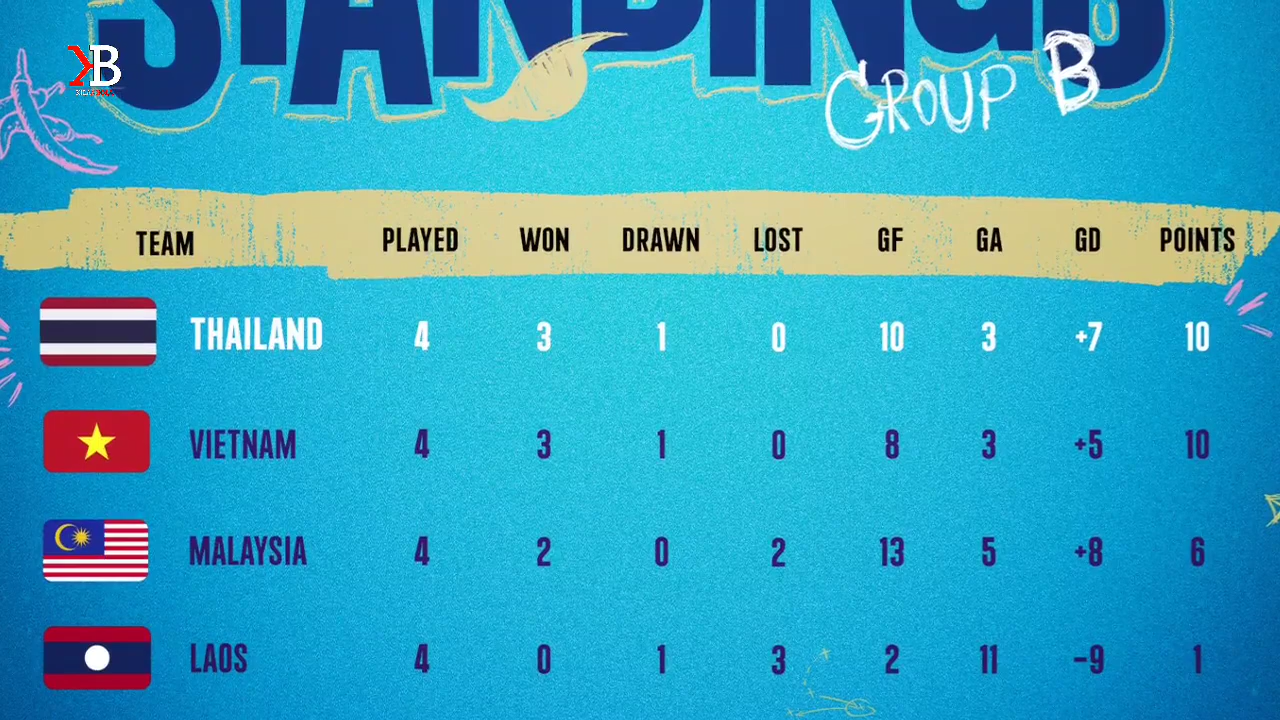 STANDINGS
GROUP B
KB
TEAM PLAYED WON DRAWN LOST GF GA GD POINTS
THAILAND 4 3 1 0 10 3 +7 10
VIETNAM 4 3 1 0 8 3 +5 10
MALAYSIA 4 2 0 2 13 5 +8 6
LAOS 4 0 1 3 2 11 -9 1